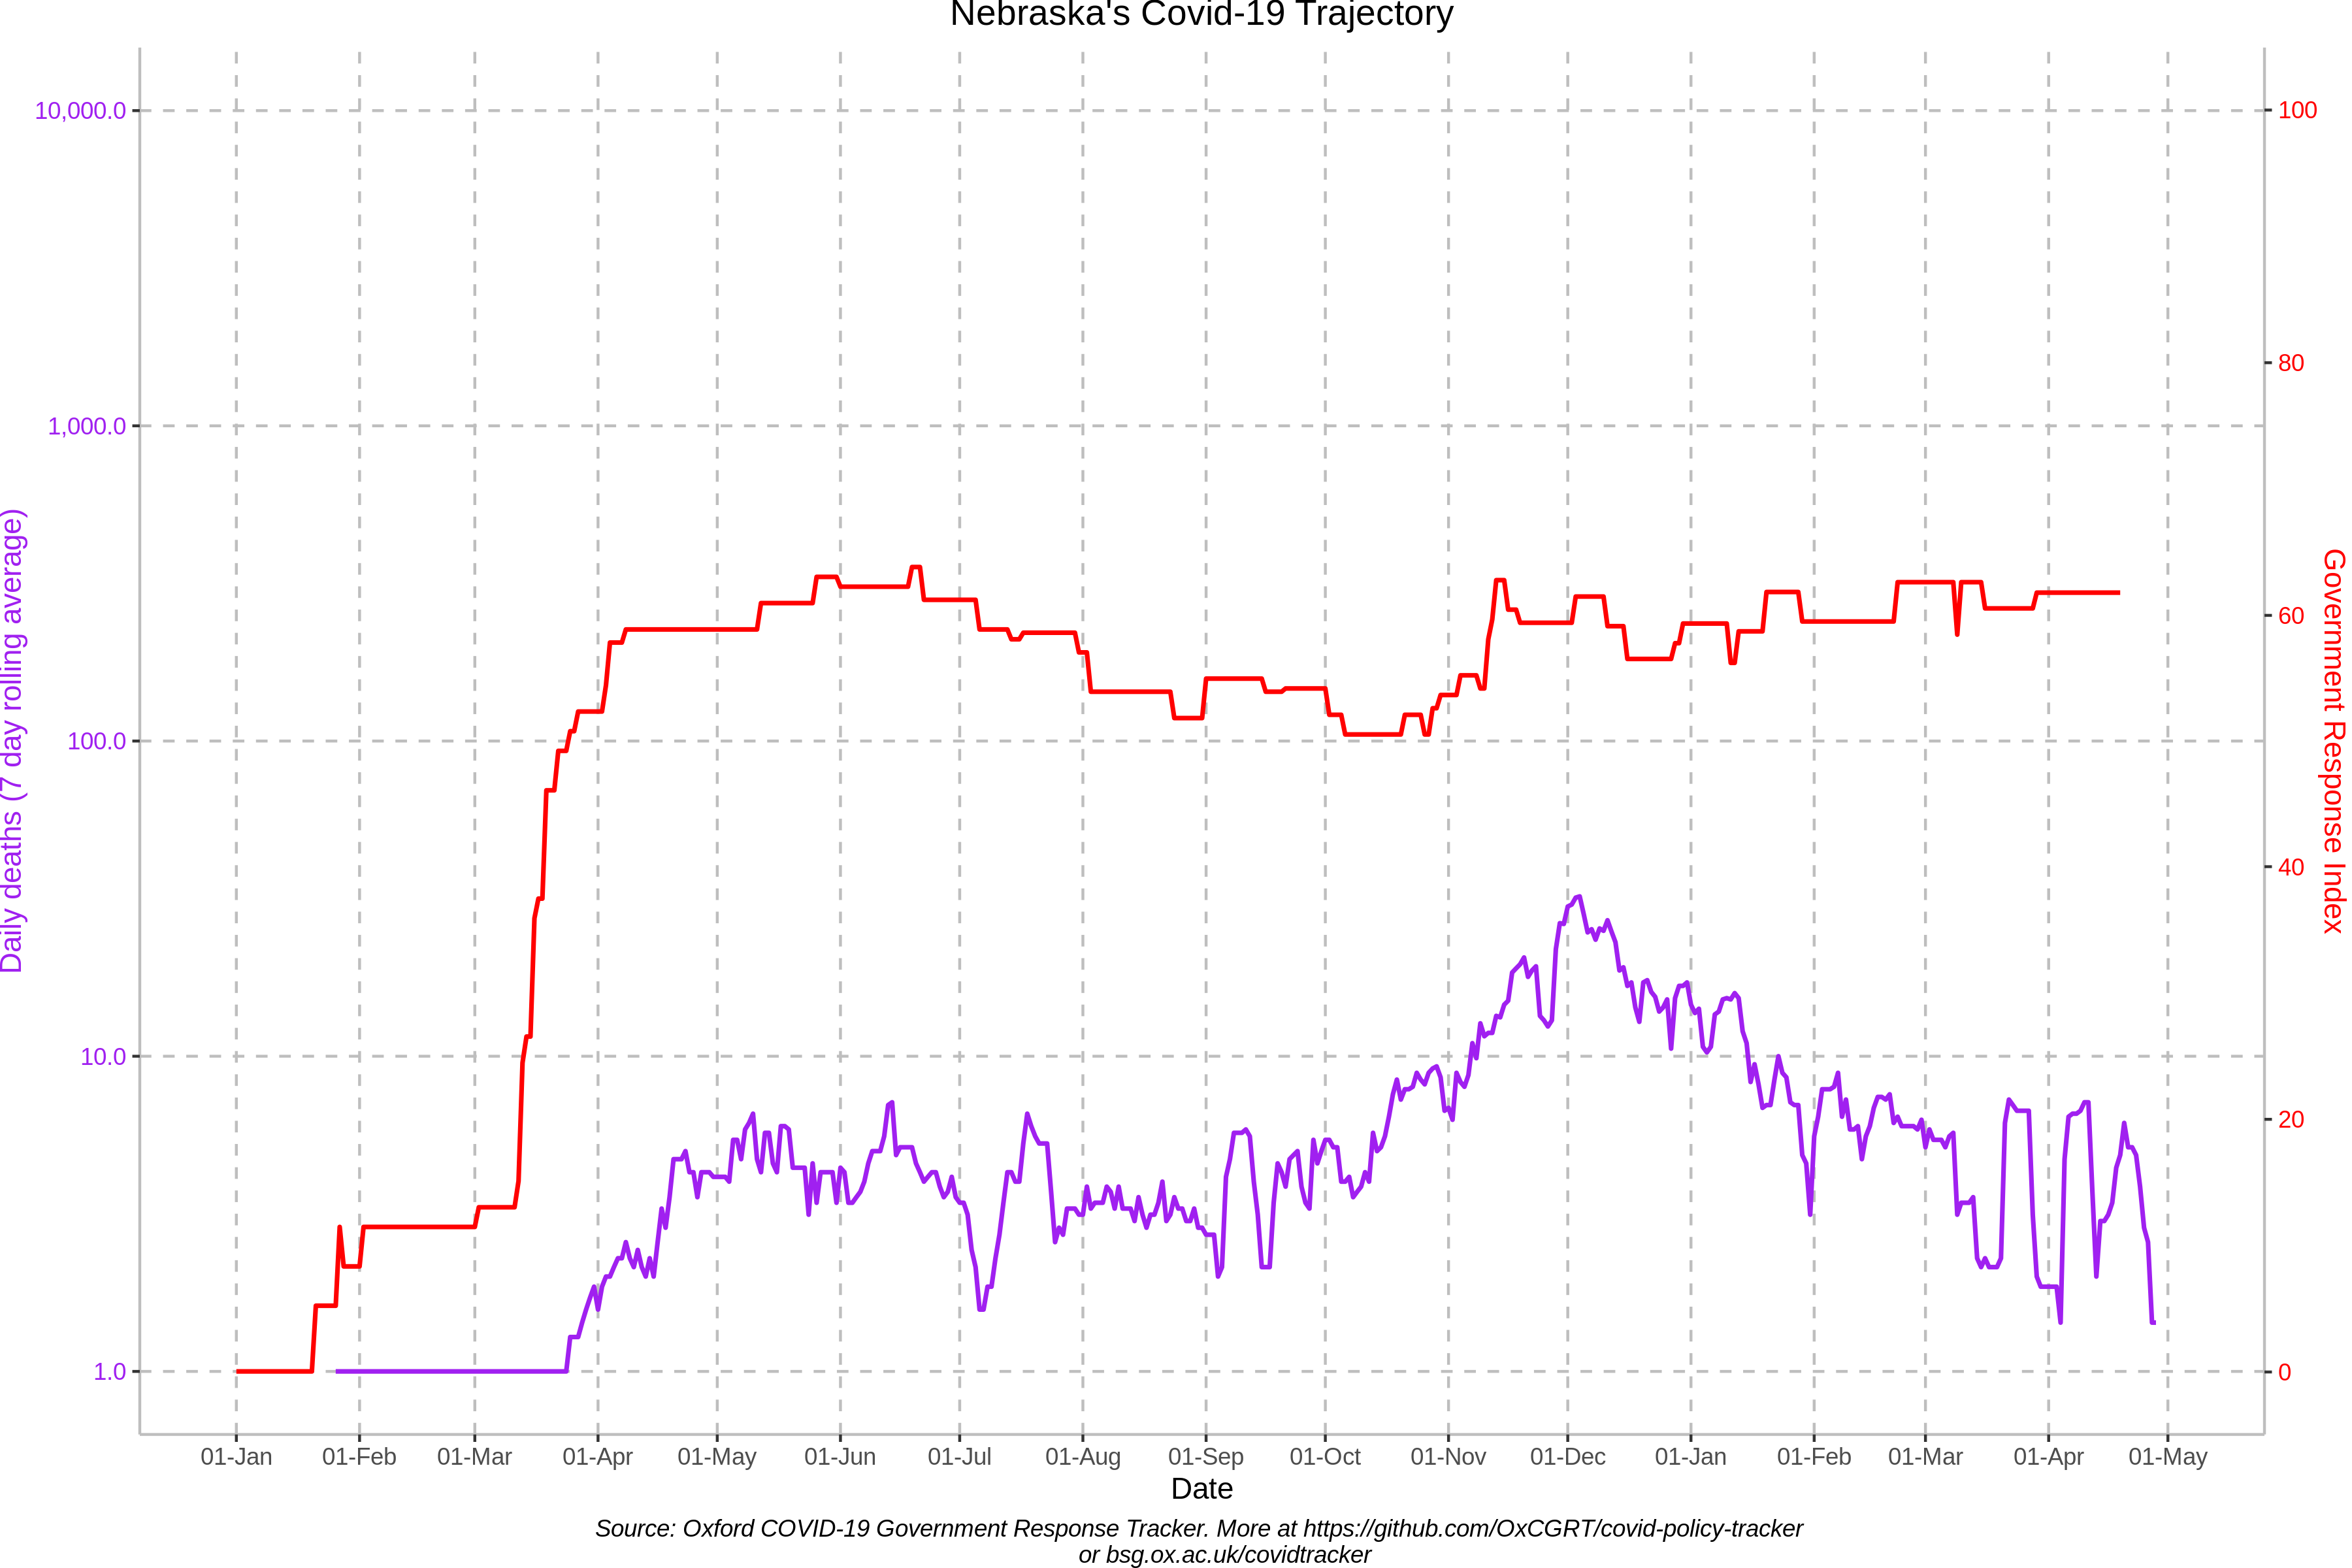 Nebraska's Covid-19 Trajectory
10,000.0
1,000.0
100.0
10.0
1.0
Daily deaths (7 day rolling average)
100
80
60
40
20
0
Government Response Index
01-Jan 01-Feb 01-Mar 01-Apr 01-May 01-Jun 01-Jul 01-Aug 01-Sep 01-Oct 01-Nov 01-Dec 01-Jan 01-Feb 01-Mar 01-Apr 01-May
Date
Source: Oxford COVID-19 Government Response Tracker. More at https://github.com/OxCGRT/covid-policy-tracker
or bsg.ox.ac.uk/covidtracker